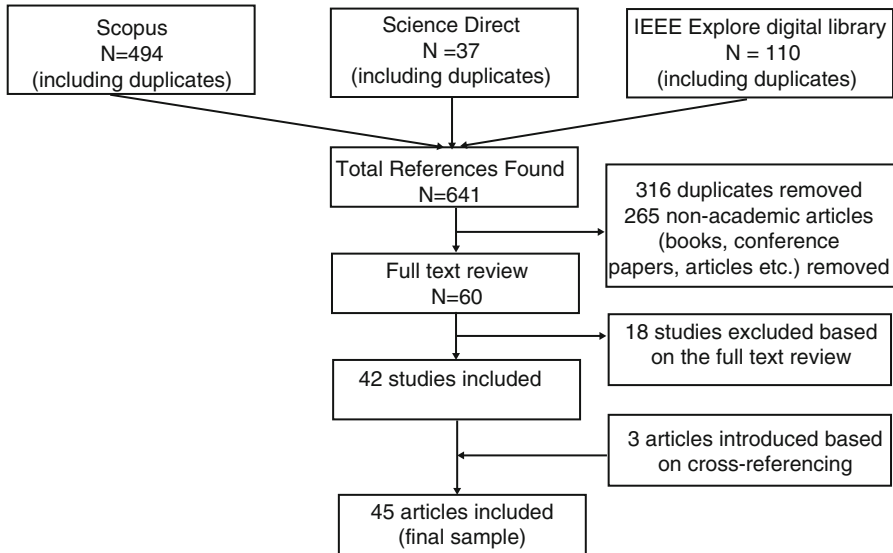 Scopus
N=494
(including duplicates)
Science Direct
N =37
(including duplicates)
IEEE Explore digital library
N = 110
(including duplicates)
Total References Found
N=641
316 duplicates removed
265 non-academic articles
(books, conference
papers, articles etc.) removed
Full text review
N=60
18 studies excluded based
on the full text review
42 studies included
3 articles introduced based
on cross-referencing
45 articles included
(final sample)